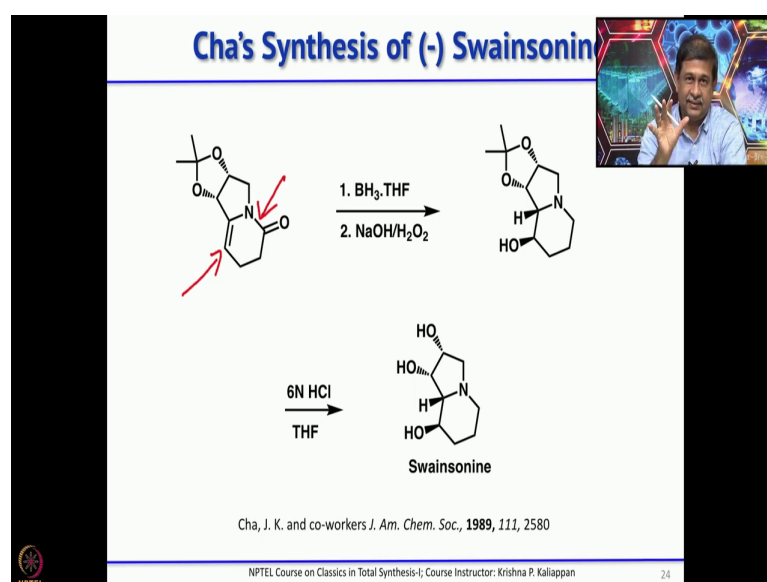 Cha's Synthesis of (-) Swainsonin
O
O
N
O
1. BH₃.THF
2. NaOH/H₂O₂
O
O
N
H
HO
6N HCl
THF
HO
HO
N
H
HO
Swainsonine
Cha, J. K. and co-workers J. Am. Chem. Soc., 1989, 111, 2580
NPTEL
NPTEL Course on Classics in Total Synthesis-I; Course Instructor: Krishna P. Kaliappan
24